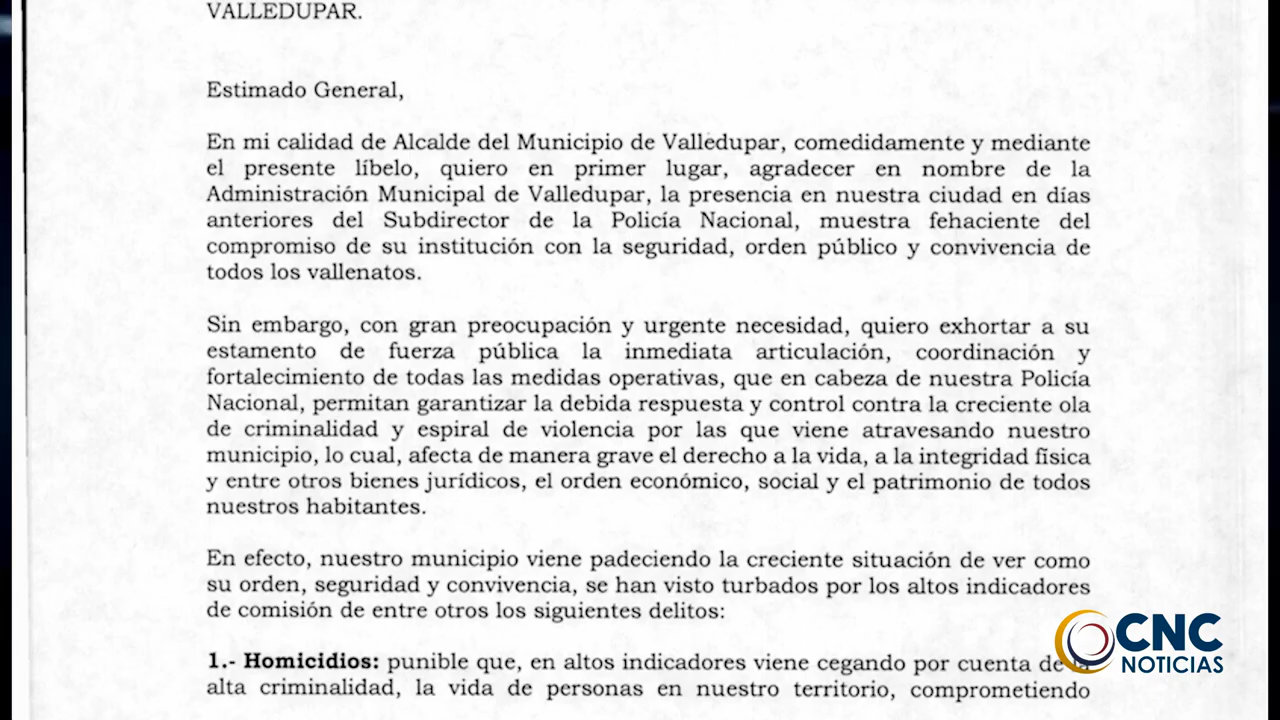 VALLEDUPAR.
Estimado General,
En mi calidad de Alcalde del Municipio de Valledupar, comedidamente y mediante
el presente líbelo, quiero en primer lugar, agradecer en nombre de la
Administración Municipal de Valledupar, la presencia en nuestra ciudad en días
anteriores del Subdirector de la Policía Nacional, muestra fehaciente del
compromiso de su institución con la seguridad, orden público y convivencia de
todos los vallenatos.
Sin embargo, con gran preocupación y urgente necesidad, quiero exhortar a su
estamento de fuerza pública la inmediata articulación, coordinación y
fortalecimiento de todas las medidas operativas, que en cabeza de nuestra Policía
Nacional, permitan garantizar la debida respuesta y control contra la creciente ola
de criminalidad y espiral de violencia por las que viene atravesando nuestro
municipio, lo cual, afecta de manera grave el derecho a la vida, a la integridad física
y entre otros bienes jurídicos, el orden económico, social y el patrimonio de todos
nuestros habitantes.
En efecto, nuestro municipio viene padeciendo la creciente situación de ver como
su orden, seguridad y convivencia, se han visto turbados por los altos indicadores
de comisión de entre otros los siguientes delitos:
1.- Homicidios: punible que, en altos indicadores viene cegando por cuenta de la
alta criminalidad, la vida de personas en nuestro territorio, comprometiendo
CNC
NOTICIAS